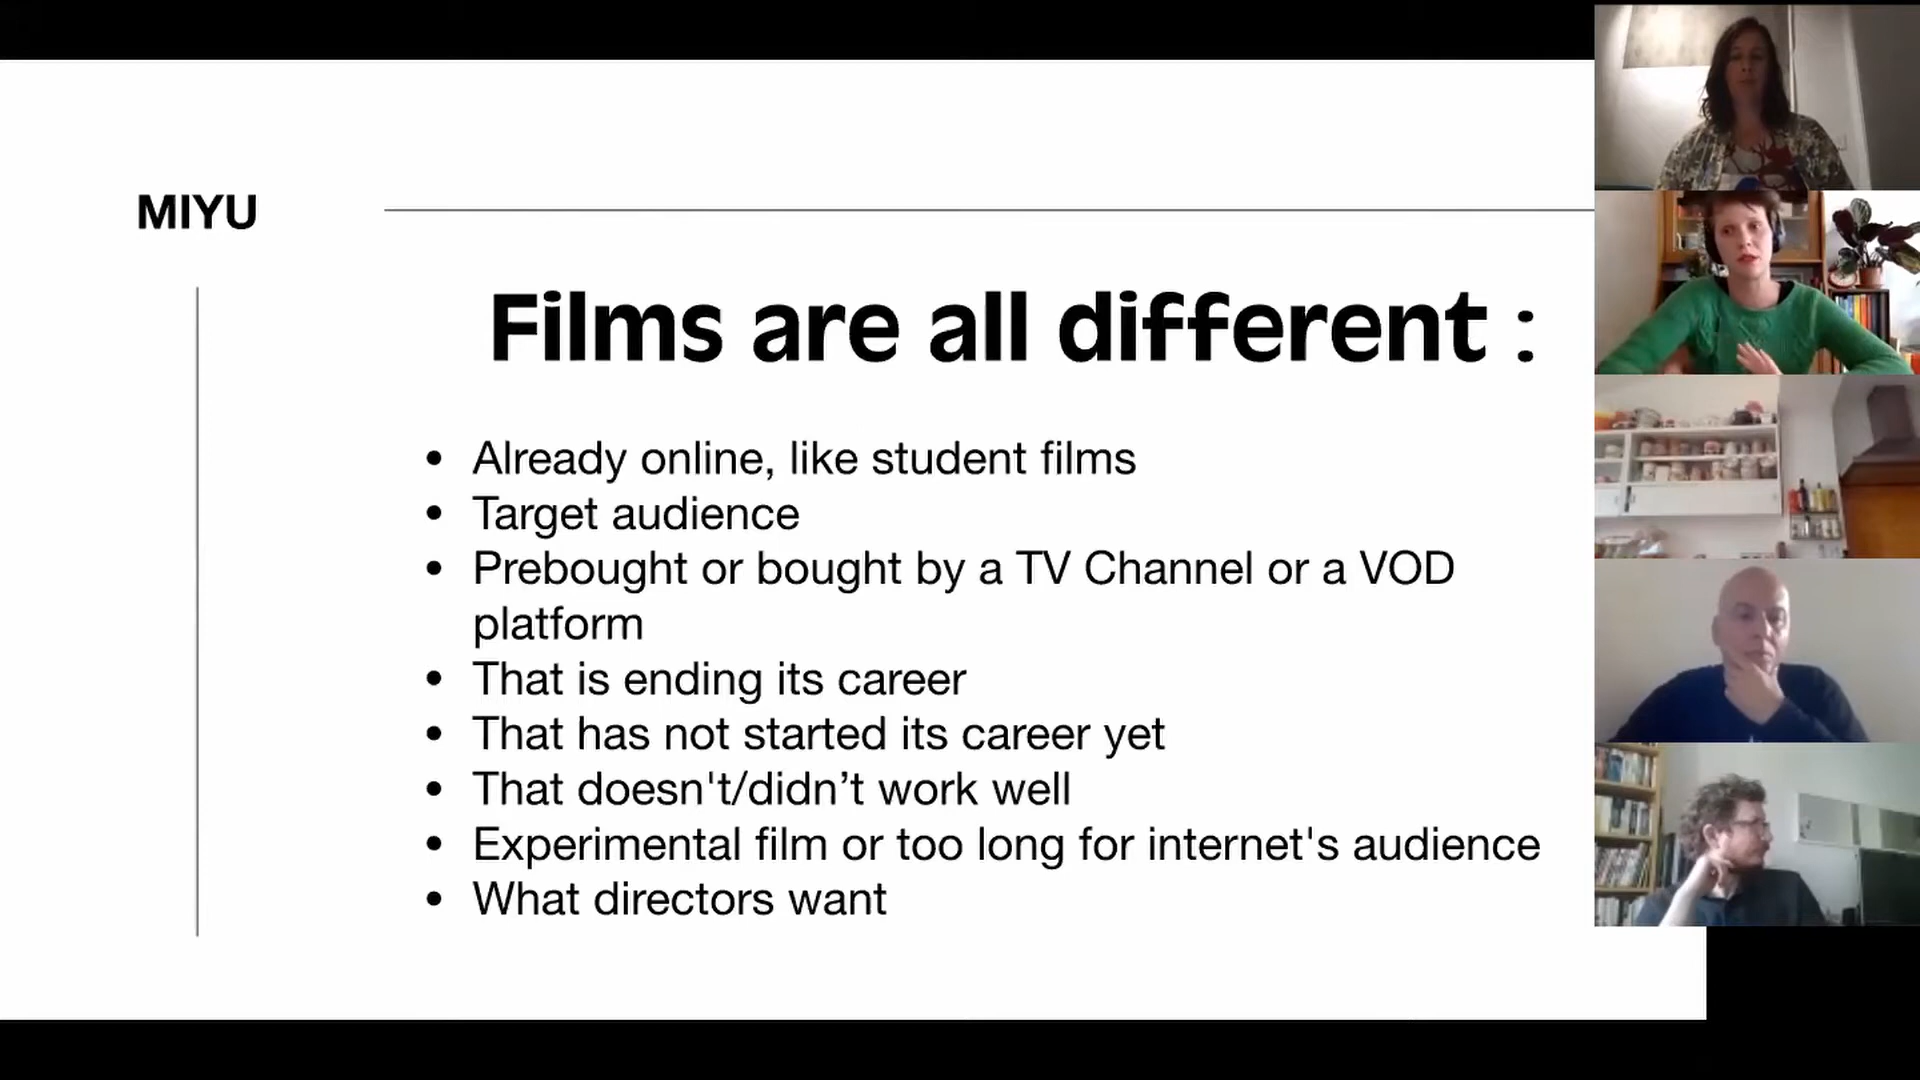 MIYU
Films are all different :
• Already online, like student films
• Target audience
• Prebought or bought by a TV Channel or a VOD
platform
• That is ending its career
• That has not started its career yet
• That doesn't/didn’t work well
• Experimental film or too long for internet's audience
• What directors want